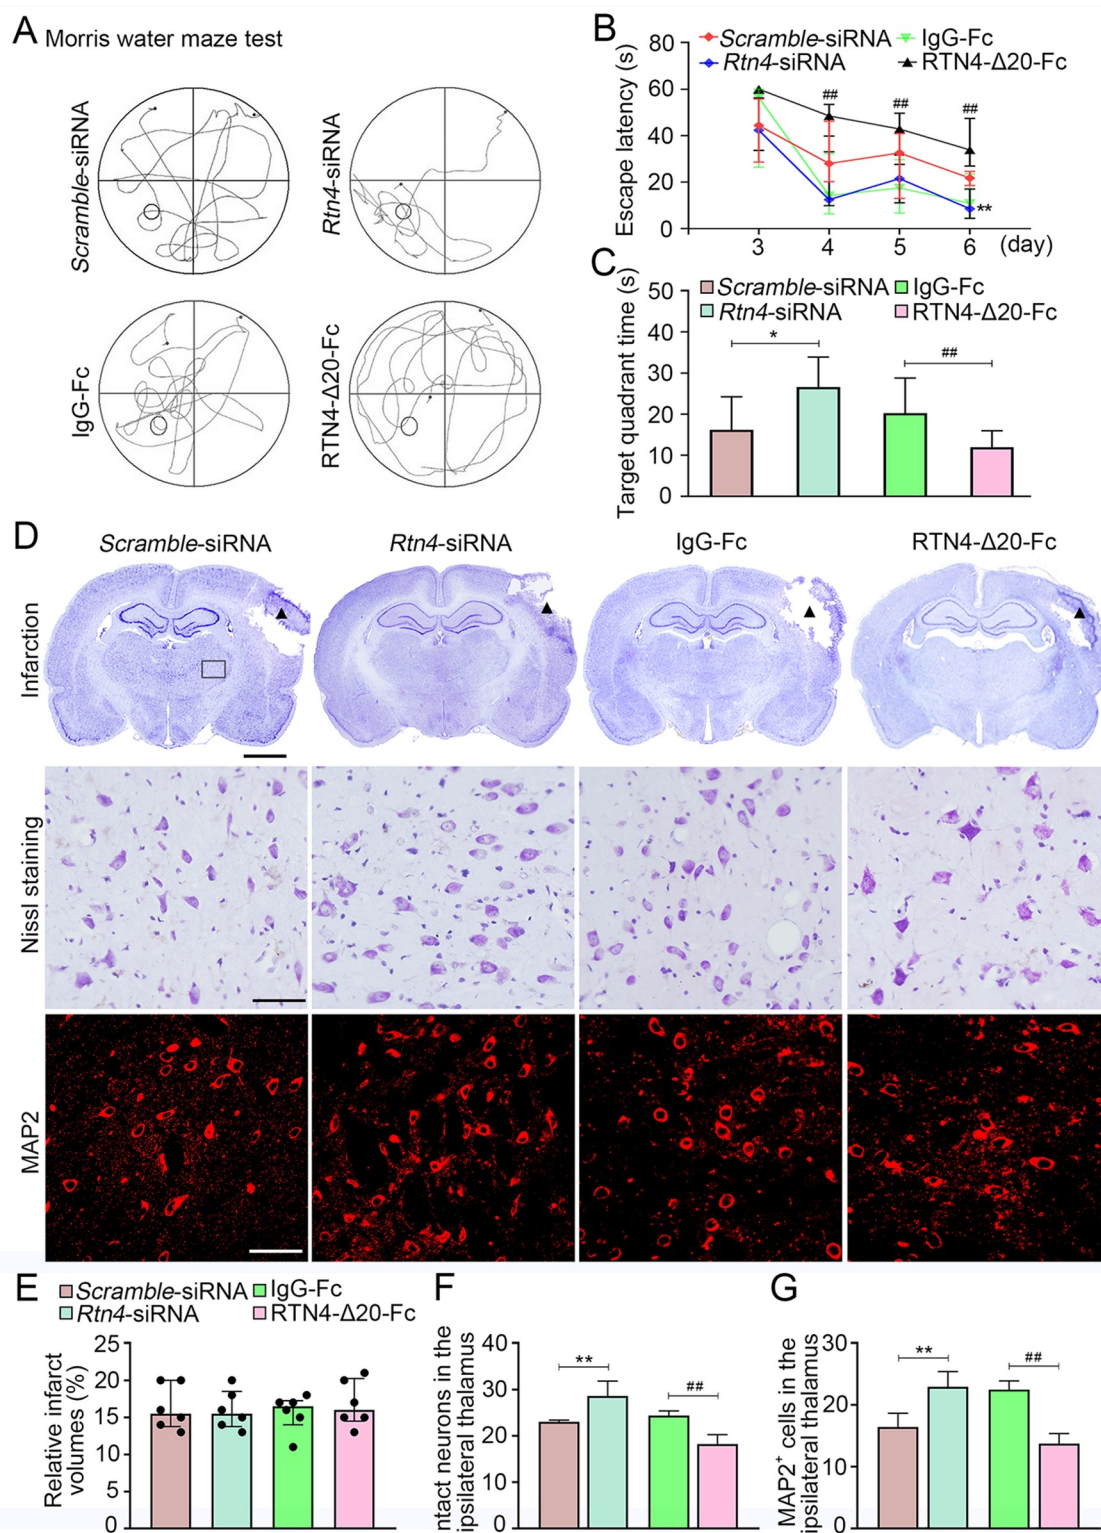 A Morris water maze test
Scramble-siRNA
Rtn4-siRNA
IgG-Fc
RTN4-Δ20-Fc
B
Scramble-siRNA IgG-Fc
Rtn4-siRNA RTN4-Δ20-Fc
Escape latency (s)
80
60
40
20
0
## ## ##
**
3 4 5 6 (day)
C
Scramble-siRNA IgG-Fc
Rtn4-siRNA RTN4-Δ20-Fc
Target quadrant time (s)
50
40
30
20
10
0
* ##
D
Scramble-siRNA Rtn4-siRNA IgG-Fc RTN4-Δ20-Fc
Infarction
Nissl staining
MAP2
E
Scramble-siRNA IgG-Fc
Rtn4-siRNA RTN4-Δ20-Fc
Relative infarct
volumes (%)
25
20
15
10
5
0
F
ntact neurons in the
ipsilateral thalamus
40
30
20
10
0
** ##
G
MAP2+ cells in the
ipsilateral thalamus
30
20
10
0
** ##